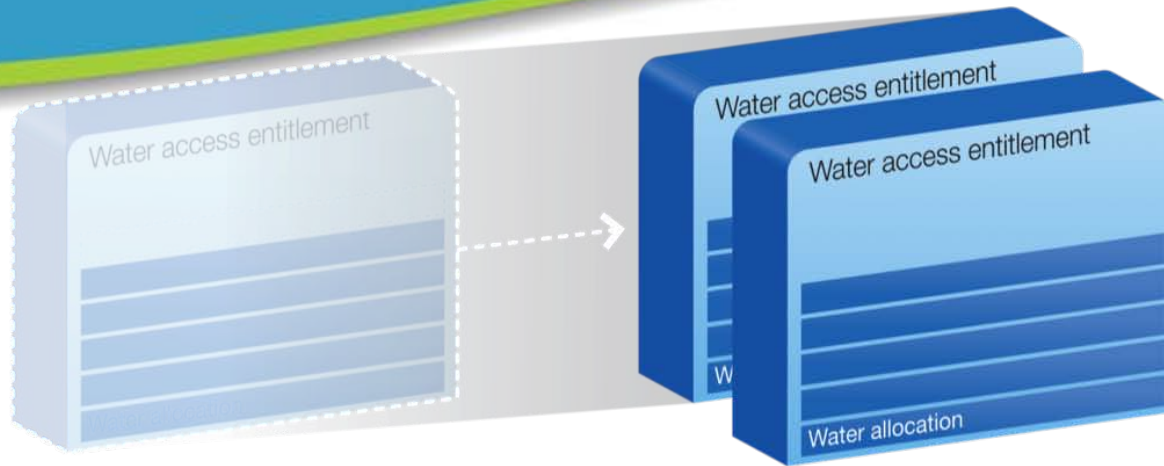 Water access entitlement
Water access entitlement
Water access entitlement
W
Water allocation